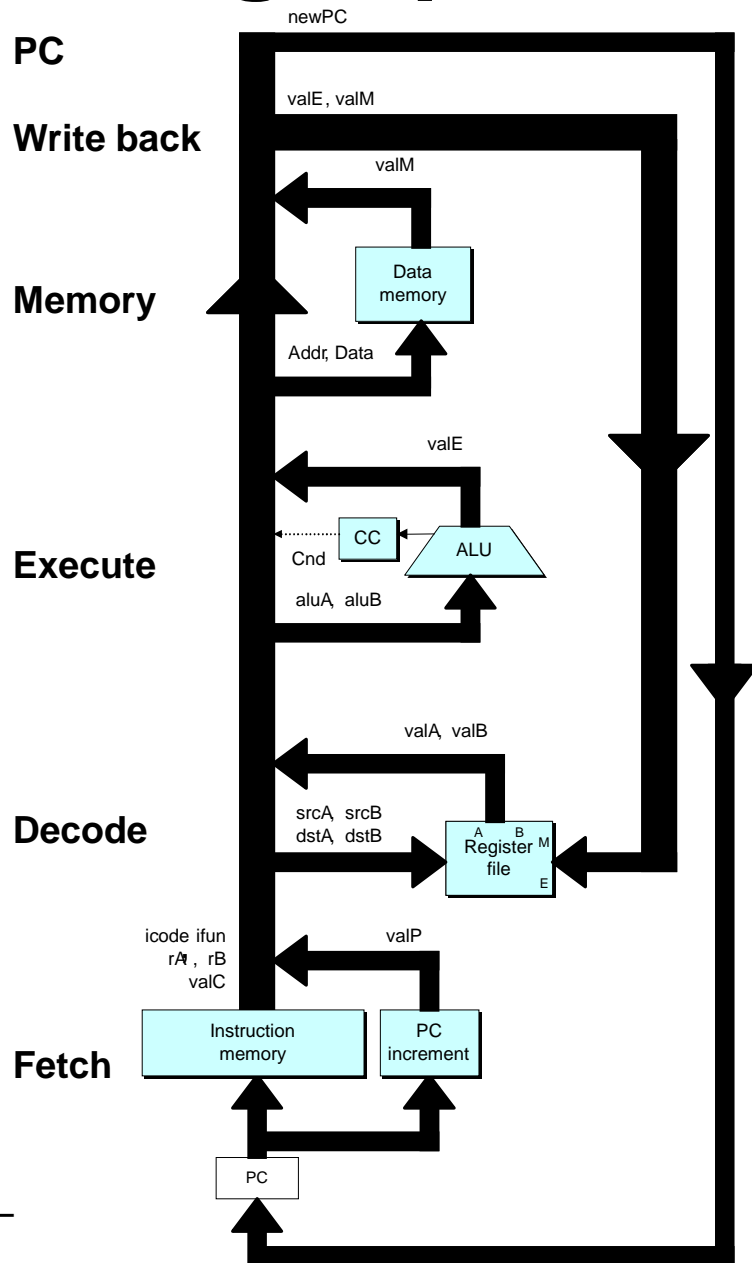 newPC
PC
valE, valM
Write back
valM
Data
memory
Memory
Addr, Data
valE
CC
ALU
Cnd
Execute
aluA, aluB
valA, valB
srcA, srcB
dstA, dstB
Decode
A B
Register M
file
E
icode ifun
rA, rB
valC
valP
Instruction
memory
PC
increment
Fetch
PC